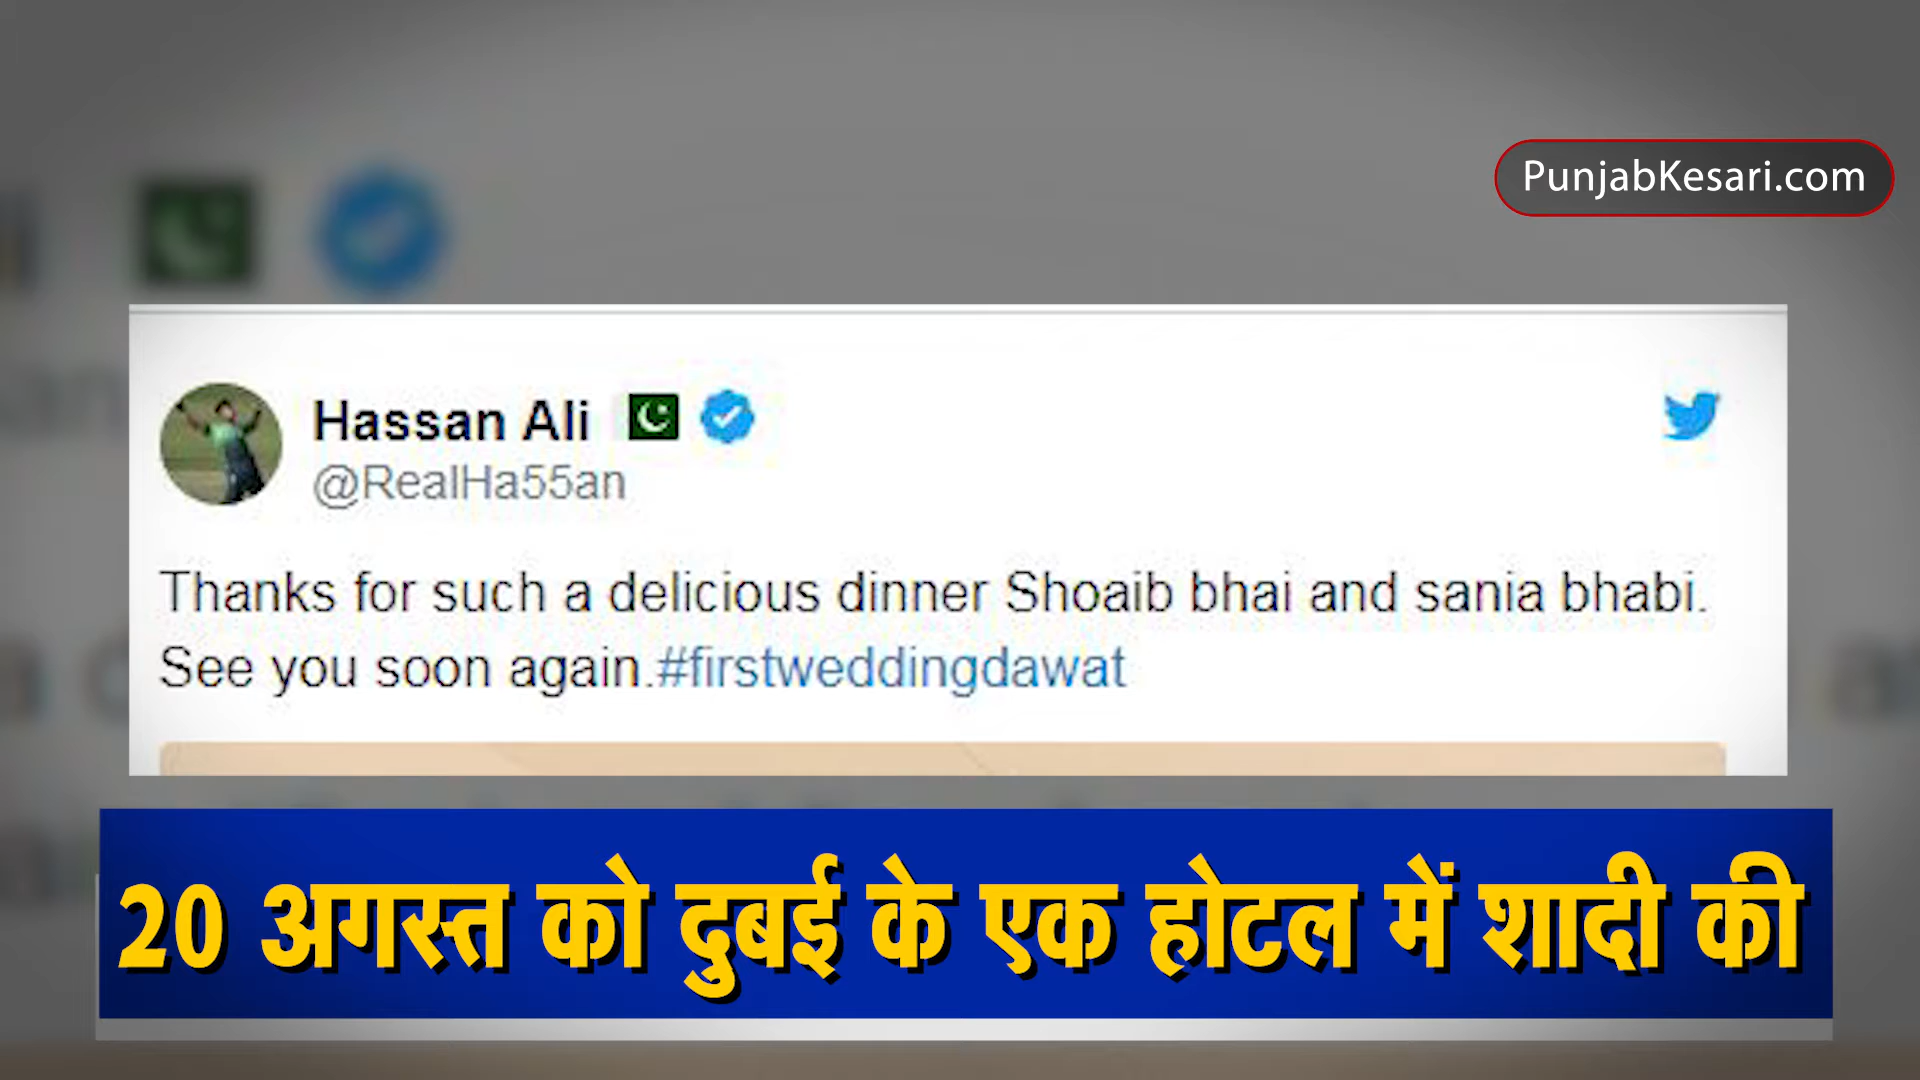 PunjabKesari.com
Hassan Ali
@RealHa55an
Thanks for such a delicious dinner Shoaib bhai and sania bhabi.
See you soon again.#firstweddingdawat
20 अगस्त को दुबई के एक होटल में शादी की